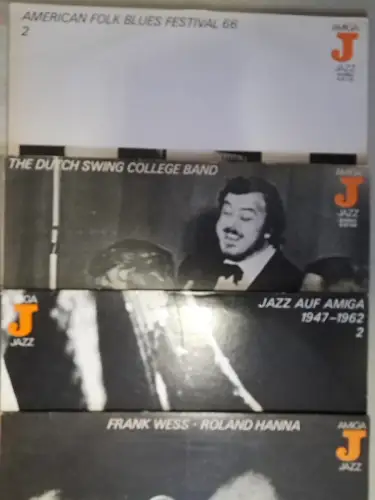 AMERICAN FOLK BLUES FESTIVAL 66
2
AMIGA
J
THE DUTCH SWING COLLEGE BAND
AMIGA
J
JAZZ
AMIGA
J
JAZZ
JAZZ AUF AMIGA
1947-1962
2
FRANK WESS · ROLAND HANNA
AMIGA
J
JAZZ